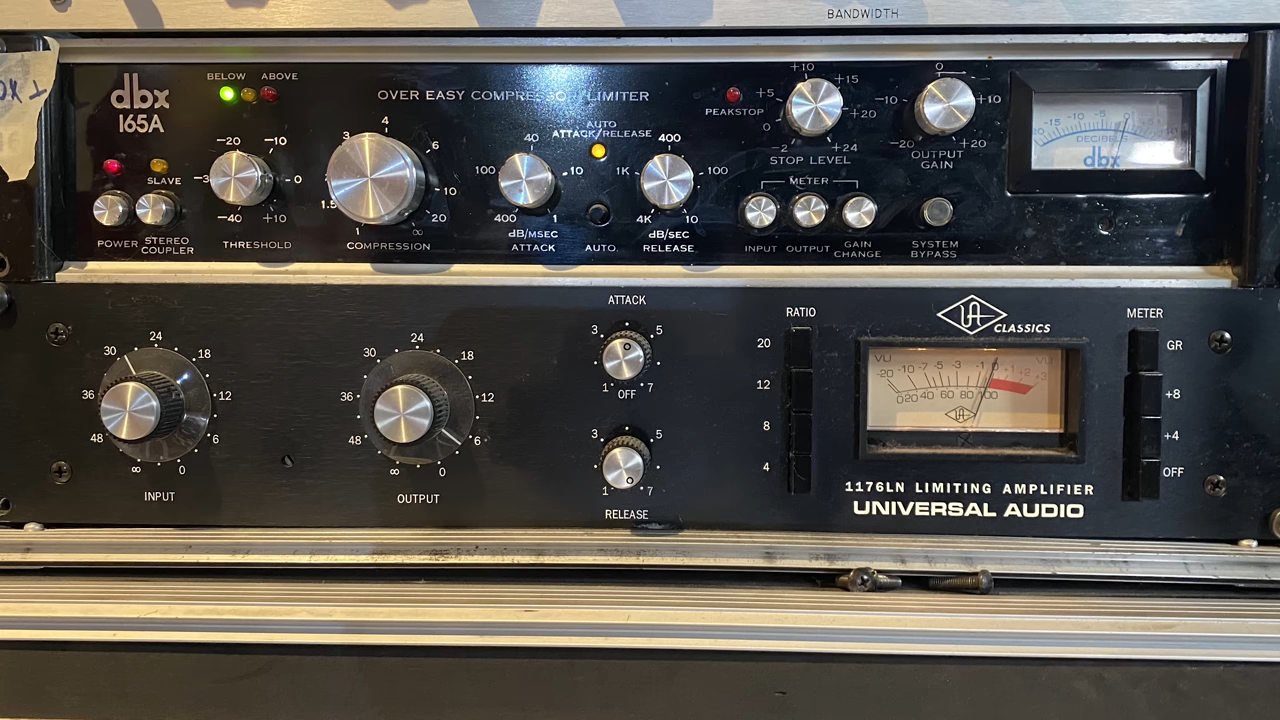 BANDWIDTH
dbx
165A
BELOW ABOVE
OVER EASY COMPRESSOR/LIMITER
POWER
SLAVE
STEREO
COUPLER
-20 -10
0
-40 +10
THRESHOLD
4
3 6
10
1.5 20
1 ∞
COMPRESSION
AUTO
ATTACK/RELEASE
40
100 10
400 1
dB/MSEC
ATTACK
AUTO.
400
1K 100
4K 10
dB/SEC
RELEASE
PEAKSTOP
+10
+5 +15
0 +20
-2 +24
STOP LEVEL
METER
INPUT OUTPUT GAIN
CHANGE
0
-10 +10
-20 +20
OUTPUT
GAIN
SYSTEM
BYPASS
-15 -10 -5 0
DECIBELS
dbx
24
30 18
36 12
48 6
∞ 0
INPUT
24
30 18
36 12
48 6
∞ 0
OUTPUT
ATTACK
3 5
1 7
OFF
3 5
1 7
RELEASE
RATIO
20
12
8
4
UA CLASSICS
VU VU
-20 -10 -7 -5 -3 -1 0 +1 +2 +3
0 20 40 60 80 100
UA
1176LN LIMITING AMPLIFIER
UNIVERSAL AUDIO
METER
GR
+8
+4
OFF